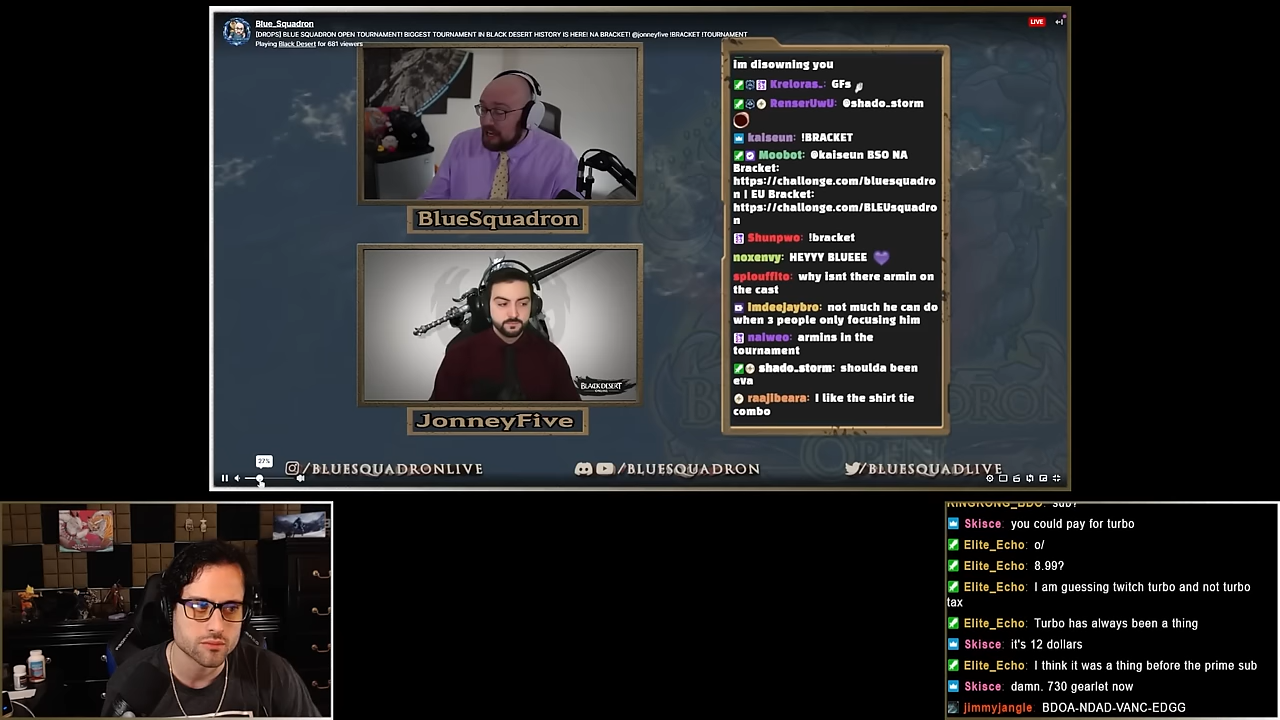 Blue_Squadron
[DROPS] BLUE SQUADRON OPEN TOURNAMENT! BIGGEST TOURNAMENT IN BLACK DESERT HISTORY IS HERE! NA BRACKET! @jonneyfive !BRACKET !TOURNAMENT
Playing Black Desert for 681 viewers
LIVE
BlueSquadron
BLACK DESERT
ONLINE
JonneyFive
im disowning you
Kreloras_: GFs
RenserUwU: @shado_storm
kaiseun: !BRACKET
Moobot: @kaiseun BSO NA
Bracket:
https://challonge.com/bluesquadro
n | EU Bracket:
https://challonge.com/BLEUsquadro
n
Shunpwo: !bracket
noxenvy: HEYYY BLUEEE
splouffito: why isnt there armin on
the cast
imdeejaybro: not much he can do
when 3 people only focusing him
naiweo: armins in the
tournament
shado_storm: shoulda been
eva
raajibeara: I like the shirt tie
combo
27%
/BLUESQUADRONLIVE
/BLUESQUADRON
/BLUESQUADLIVE
KINGKONG_BDO: sub?
Skisce: you could pay for turbo
Elite_Echo: o/
Elite_Echo: 8.99?
Elite_Echo: I am guessing twitch turbo and not turbo
tax
Elite_Echo: Turbo has always been a thing
Skisce: it's 12 dollars
Elite_Echo: I think it was a thing before the prime sub
Skisce: damn. 730 gearlet now
jimmyjangle: BDOA-NDAD-VANC-EDGG